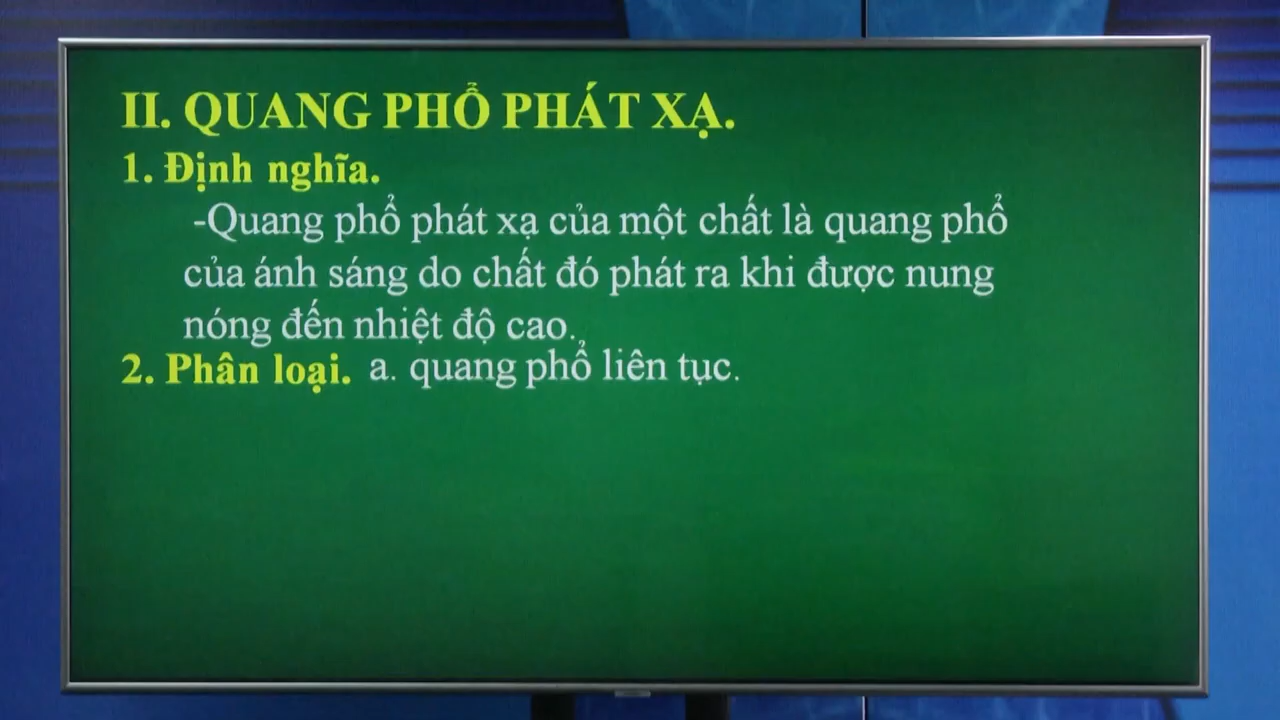 II. QUANG PHỔ PHÁT XẠ.
1. Định nghĩa.
-Quang phổ phát xạ của một chất là quang phổ
của ánh sáng do chất đó phát ra khi được nung
nóng đến nhiệt độ cao.
2. Phân loại. a. quang phổ liên tục.